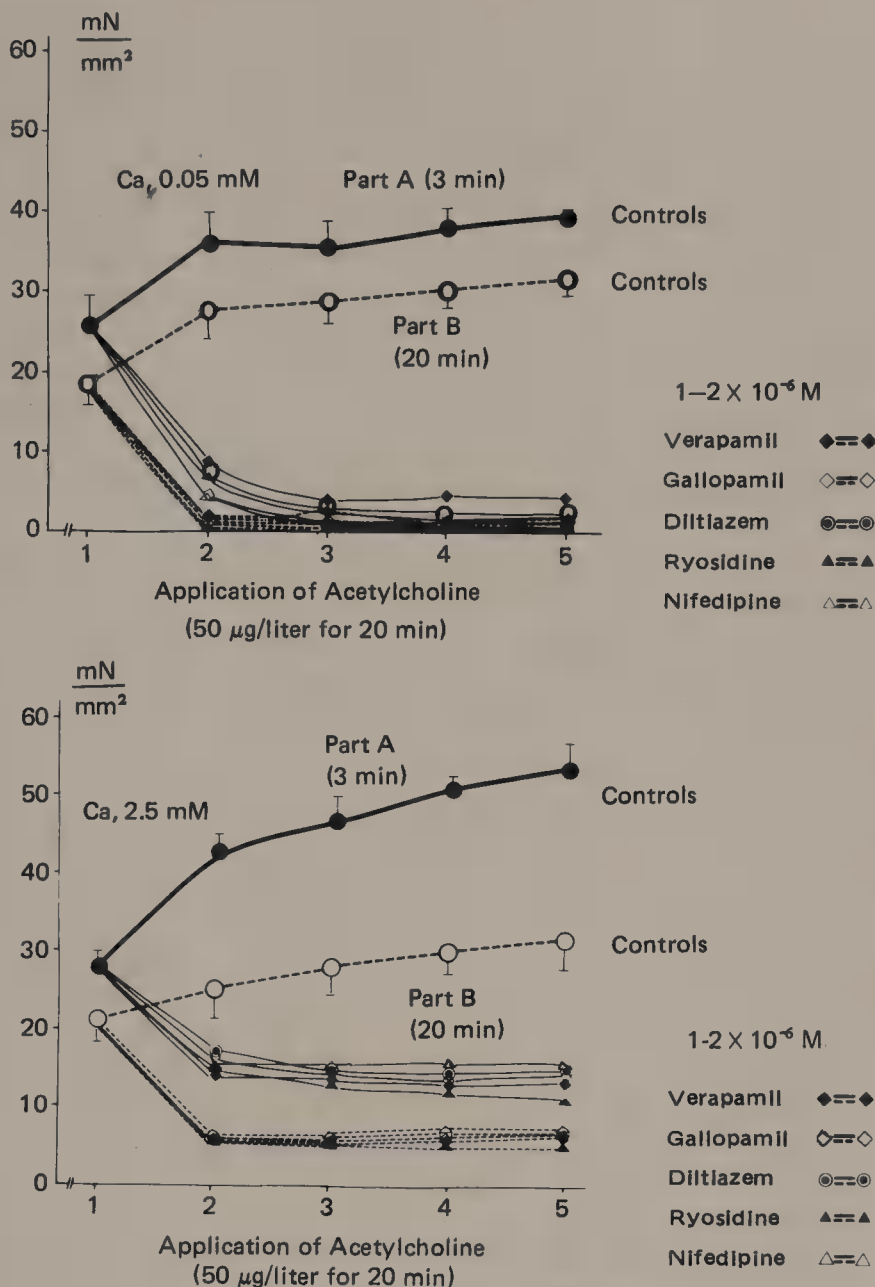 mN
mm²
60
50
40
30
20
10
0
Ca, 0.05 mM
Part A (3 min)
Controls
Controls
Part B
(20 min)
1 2 3 4 5
Application of Acetylcholine
(50 μg/liter for 20 min)
1–2 X 10⁻⁶ M
Verapamil
Gallopamil
Diltiazem
Ryosidine
Nifedipine
mN
mm²
60
50
40
30
20
10
0
Part A
(3 min)
Ca, 2.5 mM
Controls
Controls
Part B
(20 min)
1 2 3 4 5
Application of Acetylcholine
(50 μg/liter for 20 min)
1-2 X 10⁻⁶ M
Verapamil
Gallopamil
Diltiazem
Ryosidine
Nifedipine